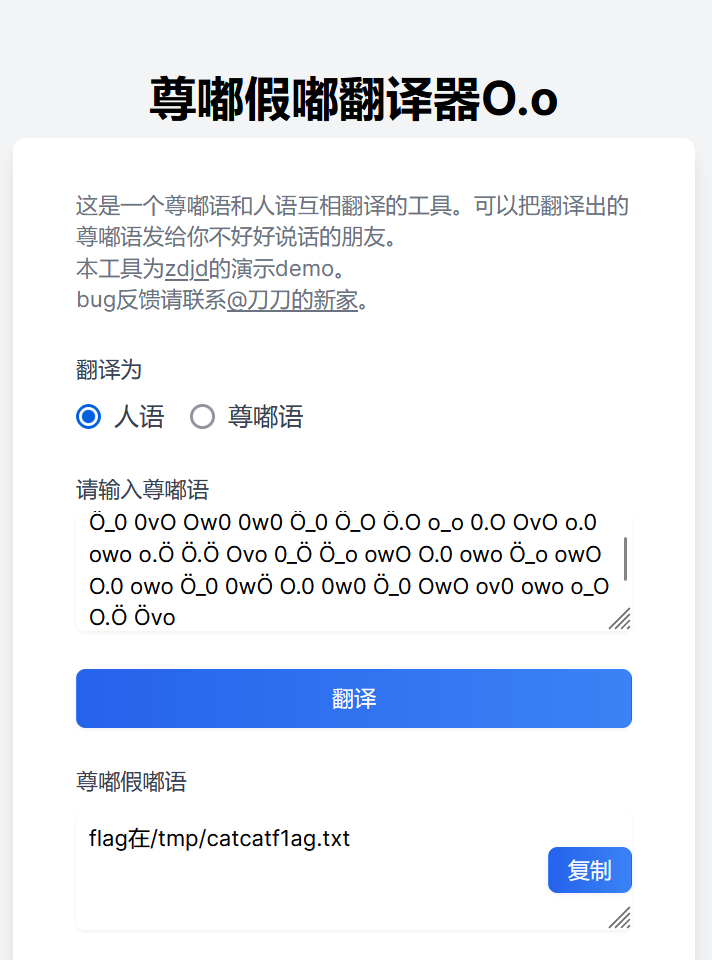 尊嘟假嘟翻译器O.o
这是一个尊嘟语和人语互相翻译的工具。可以把翻译出的
尊嘟语发给你不好好说话的朋友。
本工具为zdjd的演示demo。
bug反馈请联系@刀刀的新家。
翻译为
人语 尊嘟语
请输入尊嘟语
Ö_0 0vO Ow0 0w0 Ö_0 Ö_O Ö.O o_o 0.O OvO o.0
owo o.Ö Ö.Ö Ovo 0_Ö Ö_o owO O.0 owo Ö_o owO
O.0 owo Ö_0 0wÖ O.0 0w0 Ö_0 OwO ov0 owo o_O
O.Ö Övo
翻译
尊嘟假嘟语
flag在/tmp/catcatf1ag.txt
复制